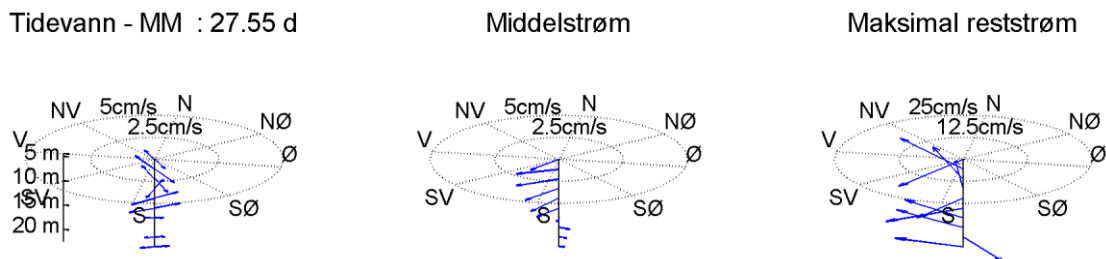 Tidevann - MM : 27.55 d
NV 5cm/s N
2.5cm/s NØ
V
5 m
Ø
10 m
SV SØ
15 m S
20 m
Middelstrøm
NV 5cm/s N
2.5cm/s NØ
V Ø
SV SØ
S
Maksimal reststrøm
NV 25cm/s N
12.5cm/s NØ
V Ø
SV SØ
S